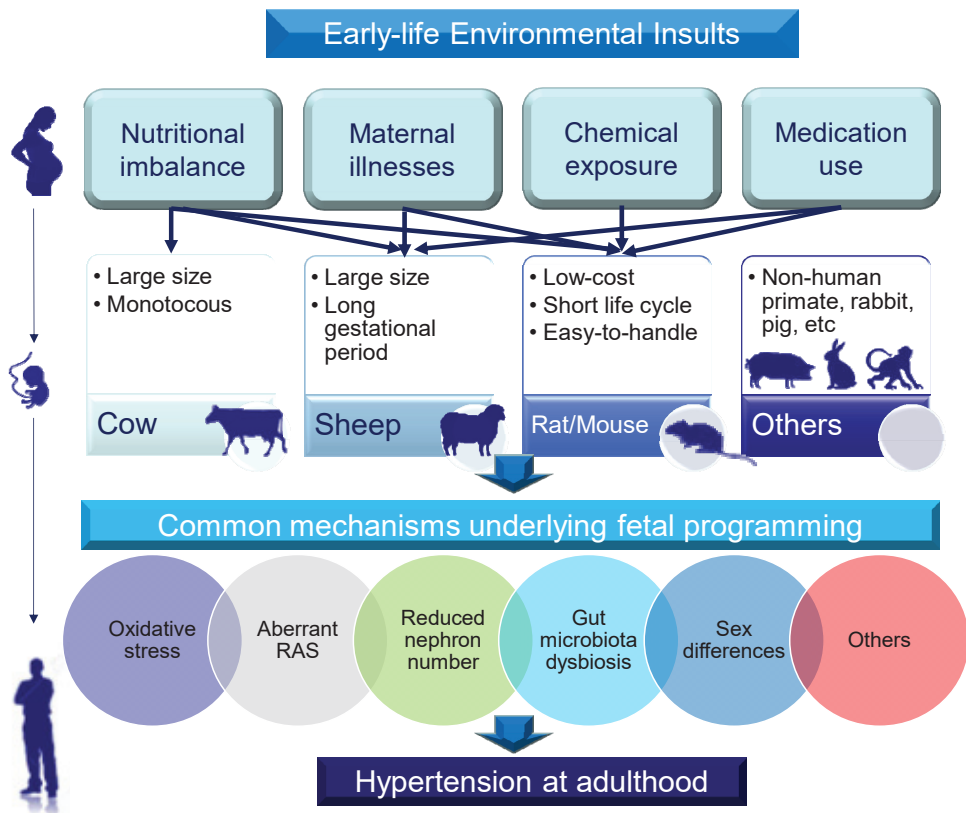 Early-life Environmental Insults
Nutritional
imbalance
Maternal
illnesses
Chemical
exposure
Medication
use
• Large size
• Monotocous
Cow
• Large size
• Long
gestational
period
Sheep
• Low-cost
• Short life cycle
• Easy-to-handle
Rat/Mouse
• Non-human
primate, rabbit,
pig, etc
Others
Common mechanisms underlying fetal programming
Oxidative
stress
Aberrant
RAS
Reduced
nephron
number
Gut
microbiota
dysbiosis
Sex
differences
Others
Hypertension at adulthood